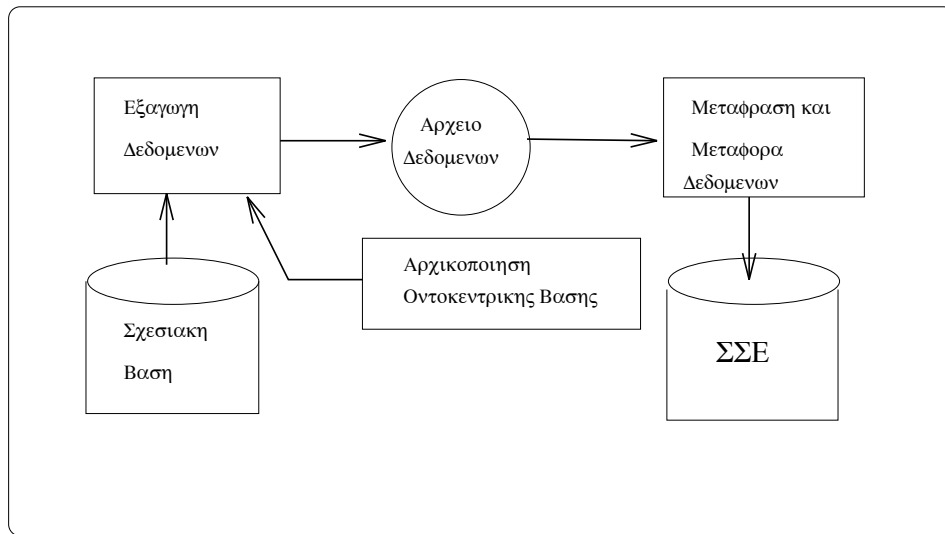 Εξαγωγη
Δεδομενων
Αρχειο
Δεδομενων
Μεταφραση και
Μεταφορα
Δεδομενων
Αρχικοποιηση
Οντοκεντρικης Βασης
Σχεσιακη
Βαση
ΣΣΕ